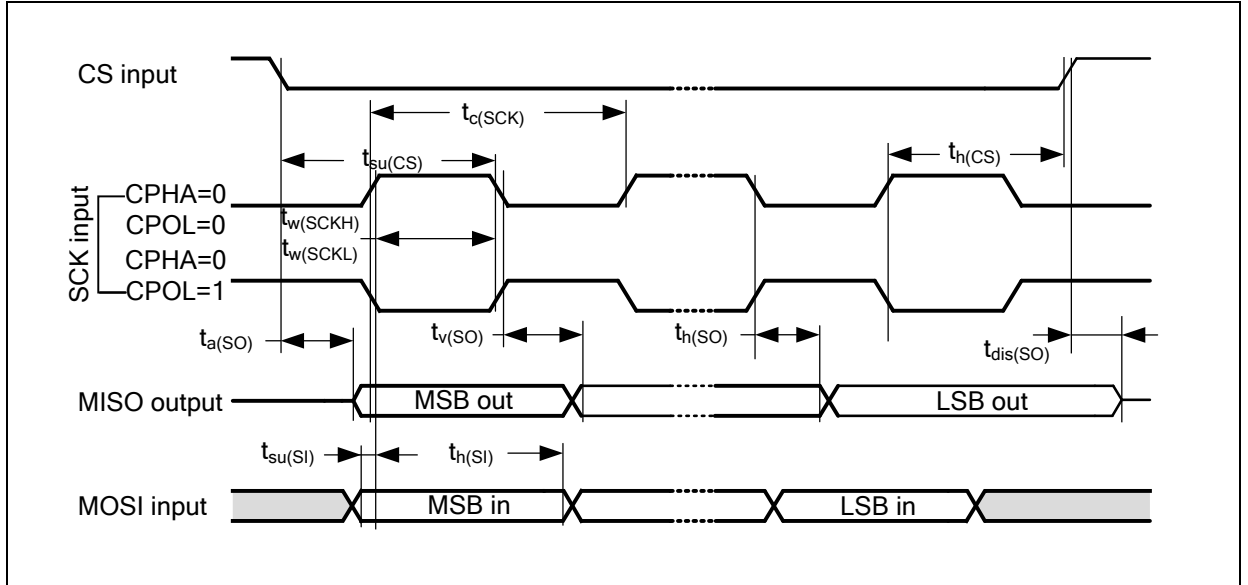 CS input
tc(SCK)
tsu(CS)
th(CS)
SCK input
CPHA=0
CPOL=0
CPHA=0
CPOL=1
tw(SCKH)
tw(SCKL)
ta(SO)
tv(SO)
th(SO)
tdis(SO)
MISO output
MSB out
LSB out
tsu(SI)
th(SI)
MOSI input
MSB in
LSB in